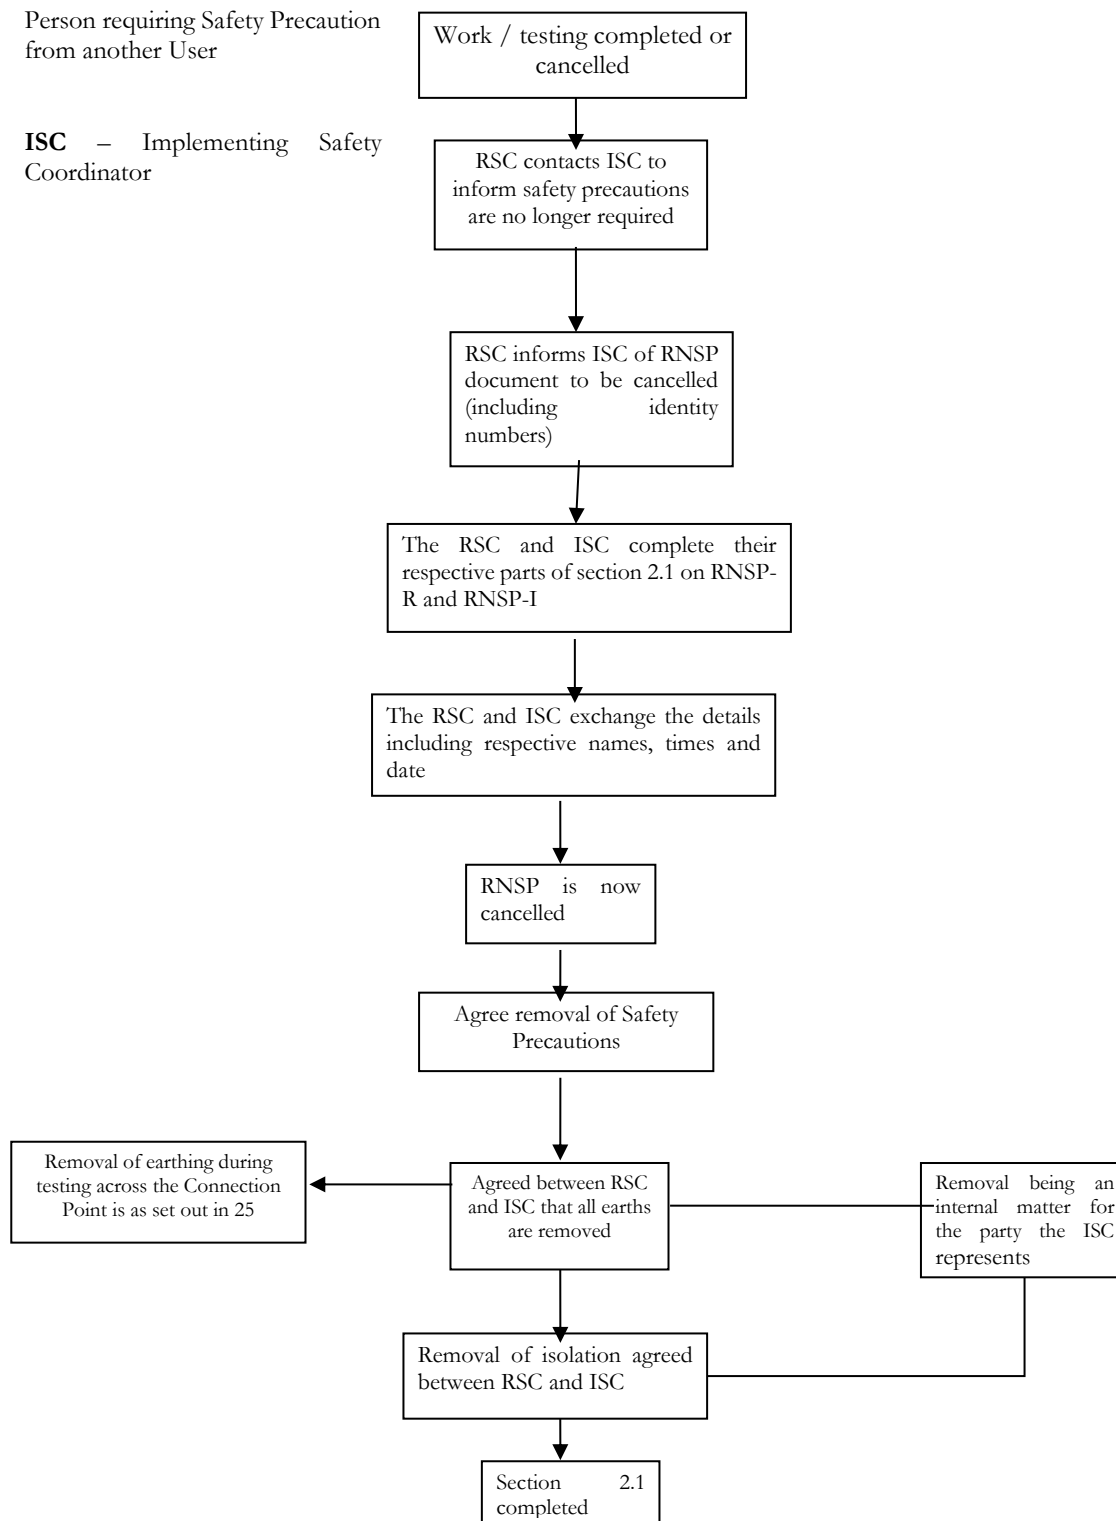 Person requiring Safety Precaution
from another User
ISC – Implementing Safety
Coordinator
Work / testing completed or
cancelled
RSC contacts ISC to
inform safety precautions
are no longer required
RSC informs ISC of RNSP
document to be cancelled
(including identity
numbers)
The RSC and ISC complete their
respective parts of section 2.1 on RNSP-
R and RNSP-I
The RSC and ISC exchange the details
including respective names, times and
date
RNSP is now
cancelled
Agree removal of Safety
Precautions
Removal of earthing during
testing across the Connection
Point is as set out in 25
Agreed between RSC
and ISC that all earths
are removed
Removal being an
internal matter for
the party the ISC
represents
Removal of isolation agreed
between RSC and ISC
Section 2.1
completed